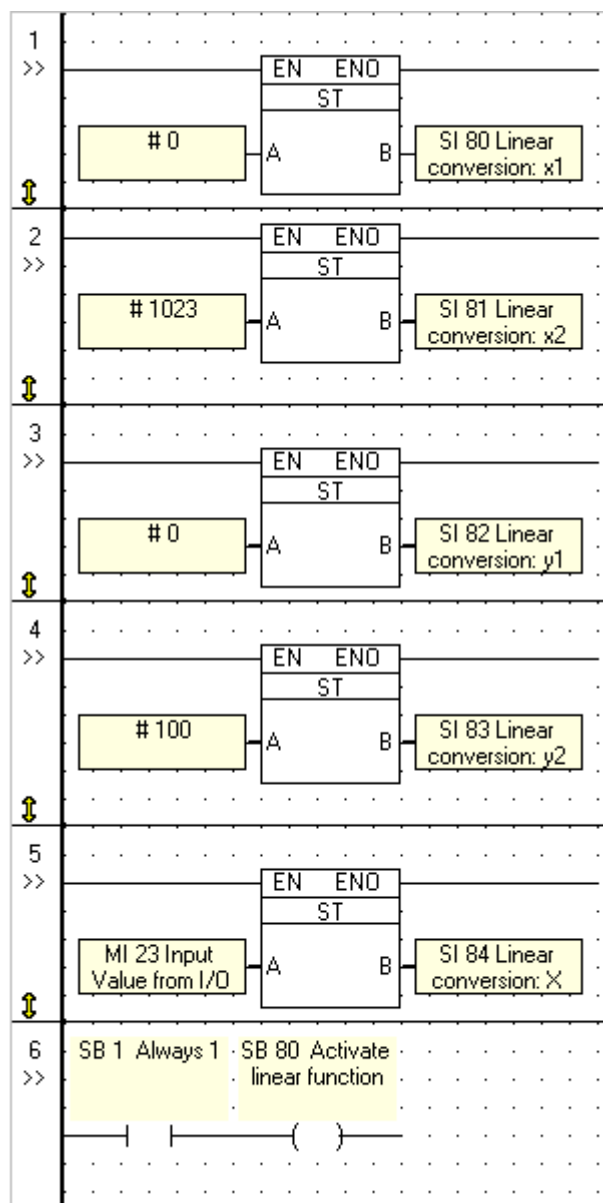 1
>>
EN ENO
ST
# 0
A
B
SI 80 Linear
conversion: x1
2
>>
EN ENO
ST
# 1023
A
B
SI 81 Linear
conversion: x2
3
>>
EN ENO
ST
# 0
A
B
SI 82 Linear
conversion: y1
4
>>
EN ENO
ST
# 100
A
B
SI 83 Linear
conversion: y2
5
>>
EN ENO
ST
MI 23 Input
Value from I/O
A
B
SI 84 Linear
conversion: X
6
>>
SB 1 Always 1
SB 80 Activate
linear function